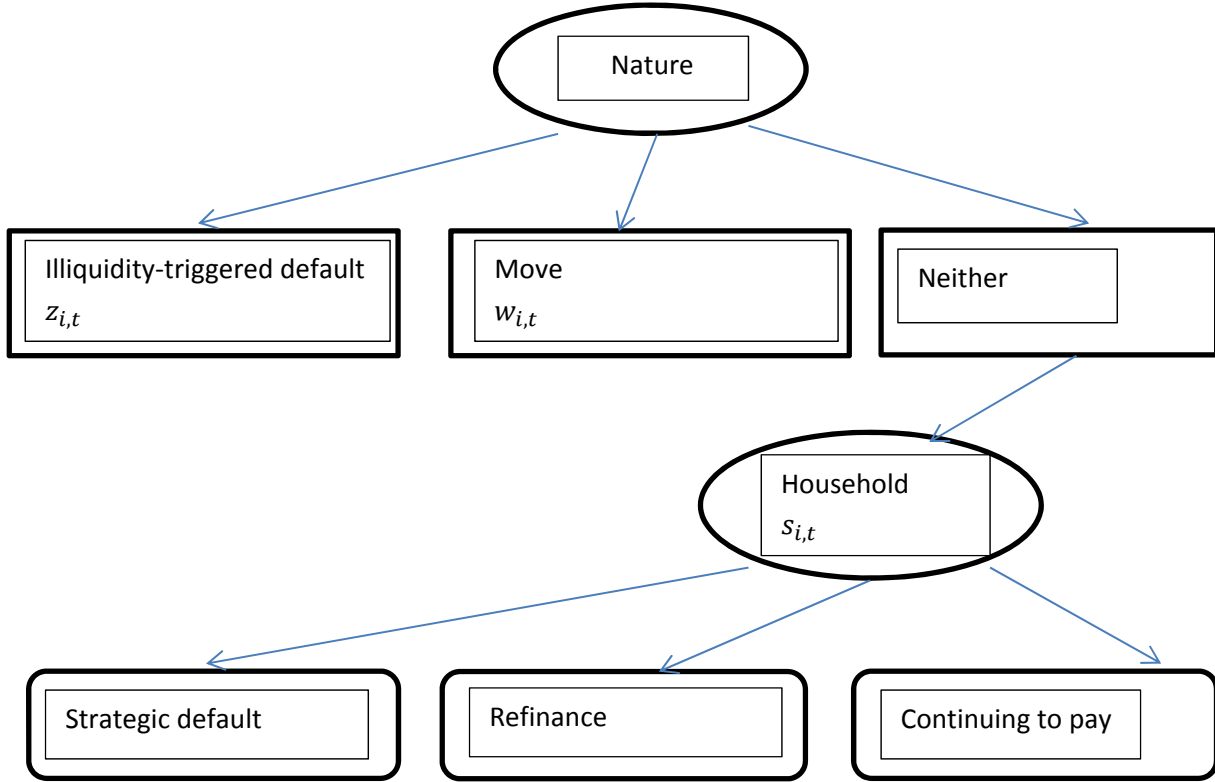 Nature
Illiquidity-triggered default
z_{i,t}
Move
w_{i,t}
Neither
Household
s_{i,t}
Strategic default
Refinance
Continuing to pay